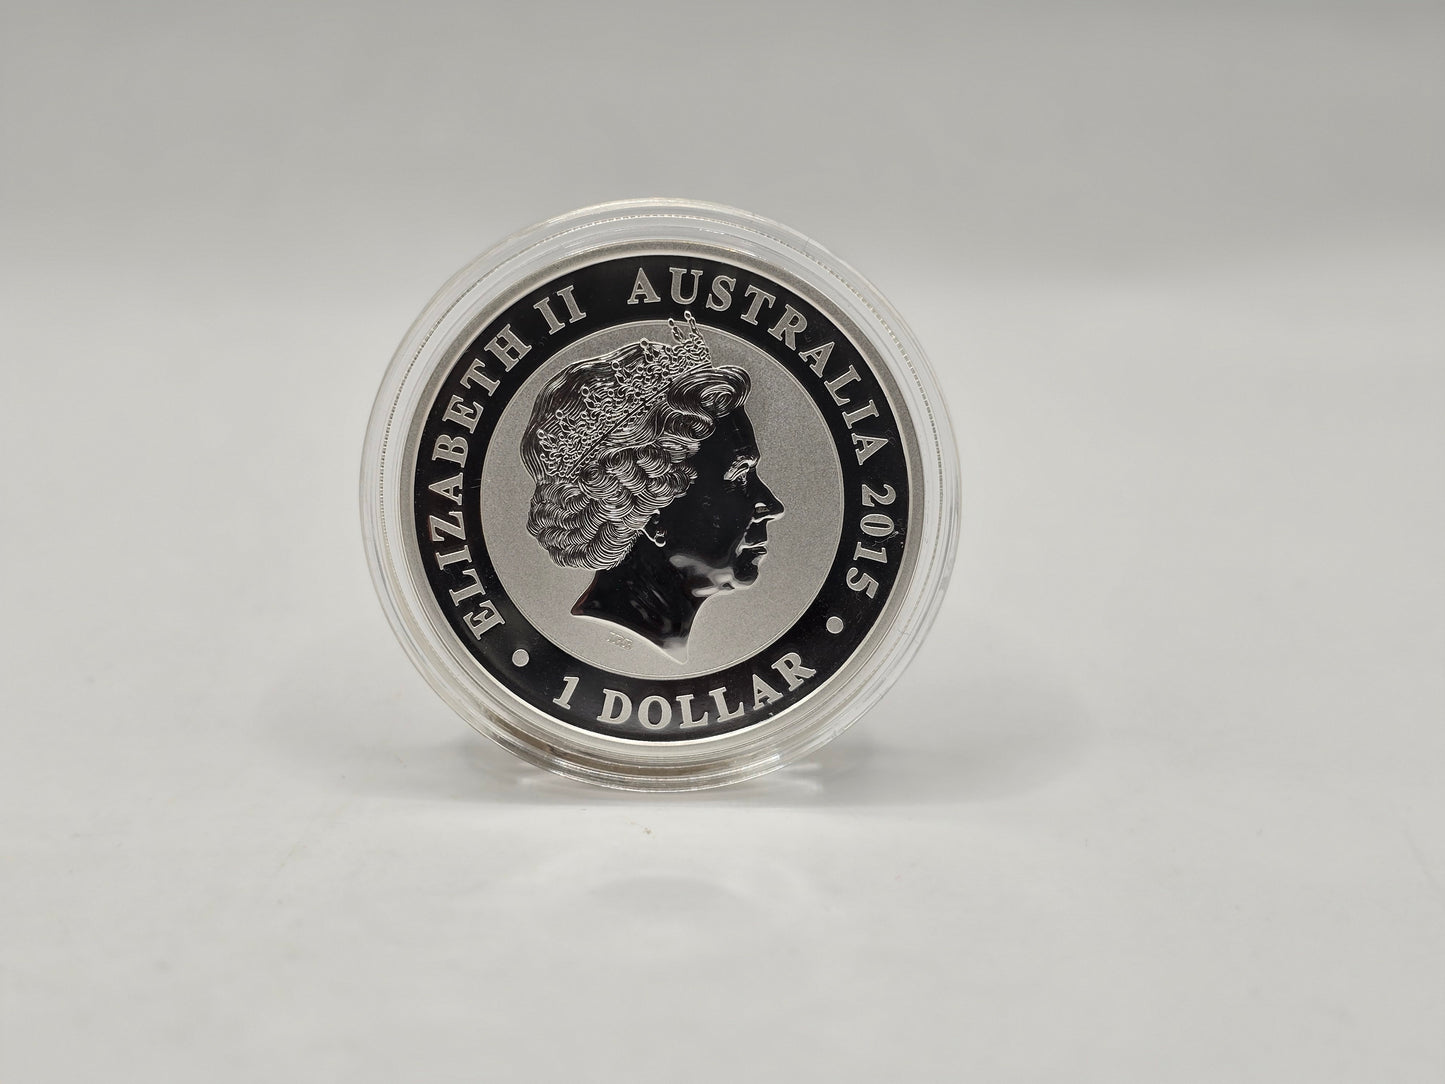 ELIZABETH II AUSTRALIA 2015
1 DOLLAR